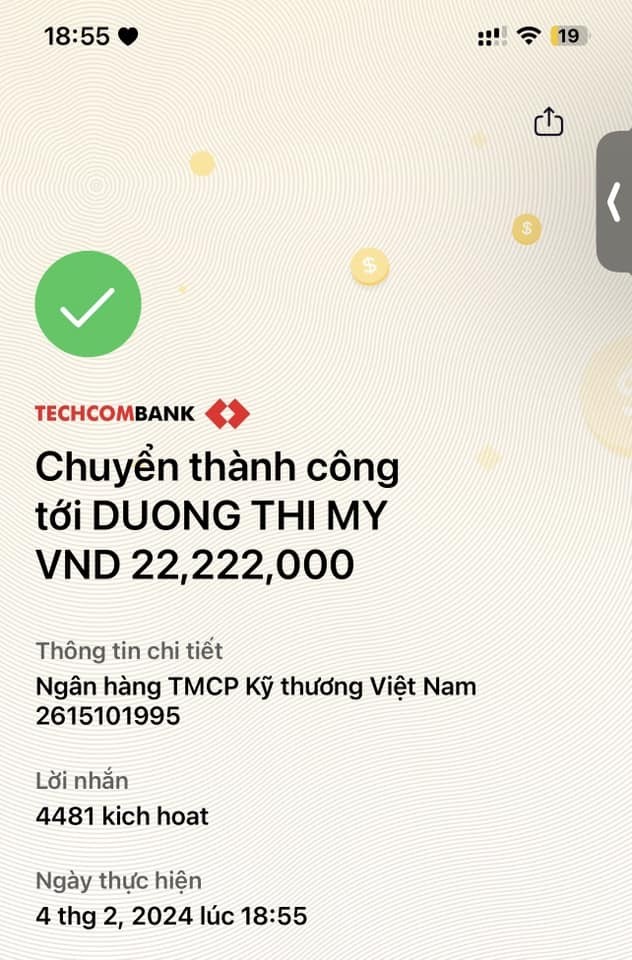 18:55
19
$
$
TECHCOMBANK
Chuyển thành công
tới DUONG THI MY
VND 22,222,000
Thông tin chi tiết
Ngân hàng TMCP Kỹ thương Việt Nam
2615101995
Lời nhắn
4481 kich hoat
Ngày thực hiện
4 thg 2, 2024 lúc 18:55